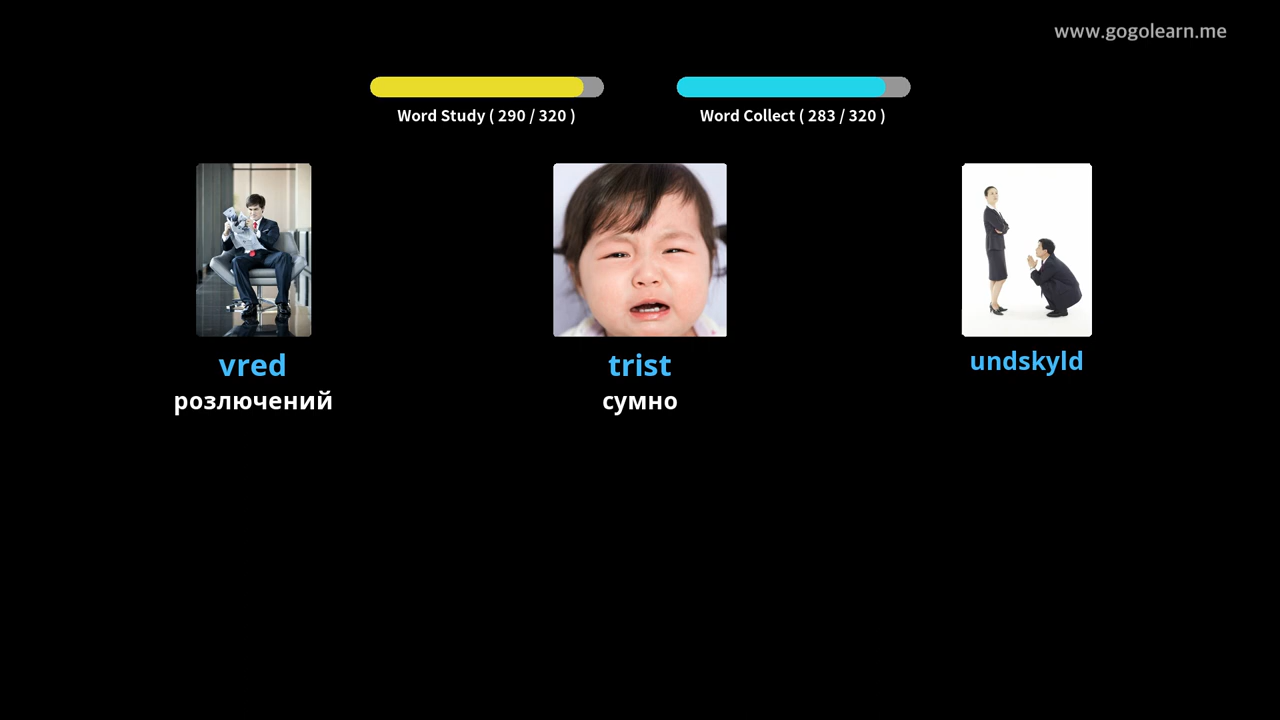 www.gogolearn.me
Word Study ( 290 / 320 )
Word Collect ( 283 / 320 )
vred
trist
undskyld
розлючений
сумно